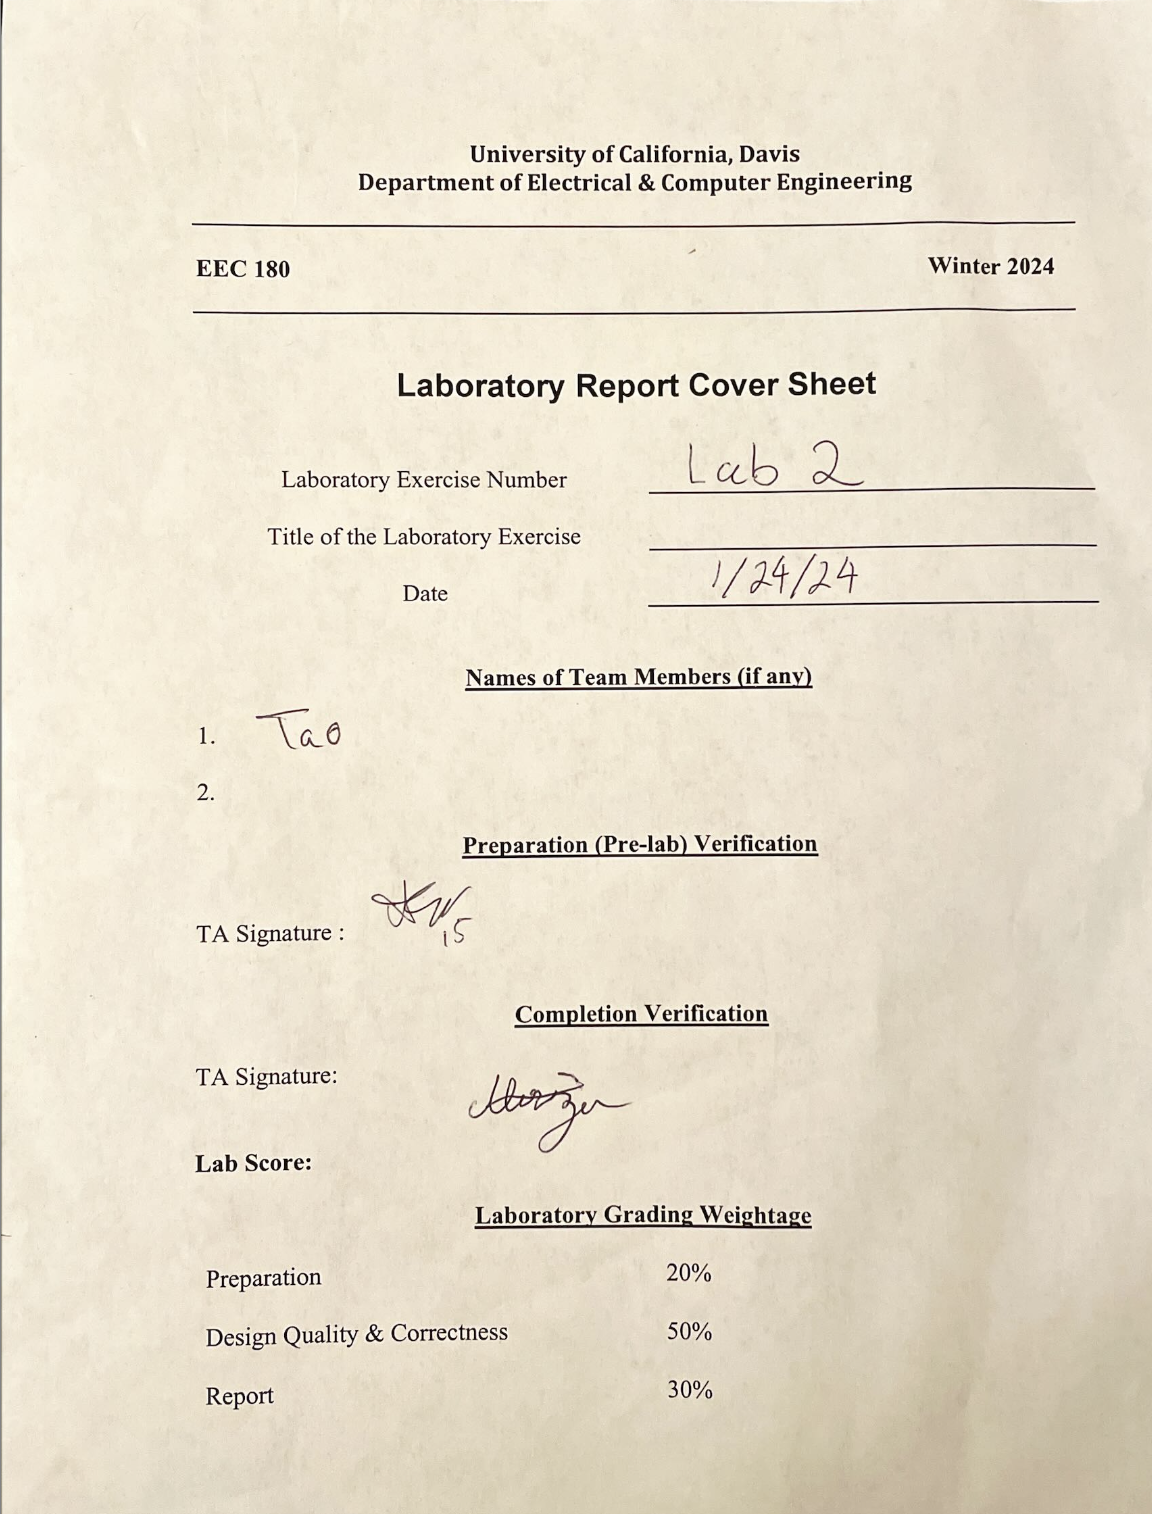 University of California, Davis
Department of Electrical & Computer Engineering
EEC 180 Winter 2024
Laboratory Report Cover Sheet
Laboratory Exercise Number Lab 2
Title of the Laboratory Exercise
Date 1/24/24
Names of Team Members (if any)
1. Tao
2.
Preparation (Pre-lab) Verification
TA Signature :
15
Completion Verification
TA Signature:
Lab Score:
Laboratory Grading Weightage
Preparation 20%
Design Quality & Correctness 50%
Report 30%